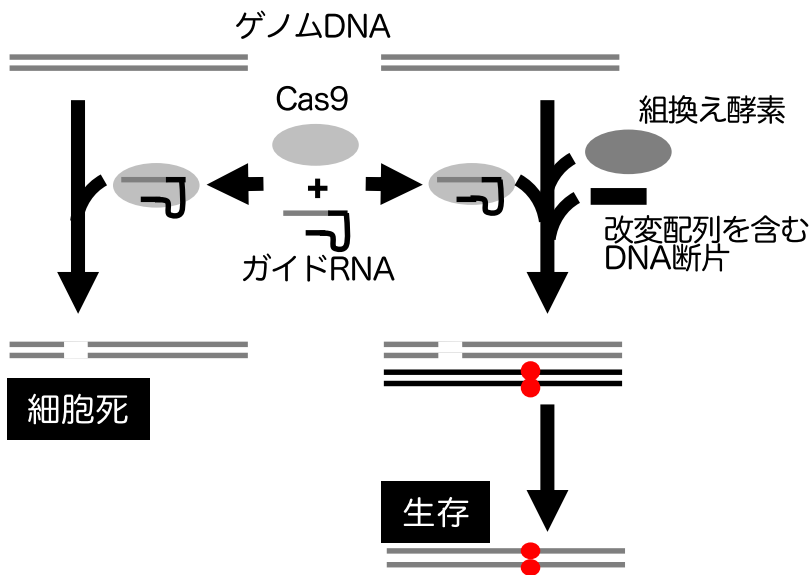 ゲノムDNA
Cas9
組換え酵素
+
改変配列を含む
DNA断片
ガイドRNA
細胞死
生存